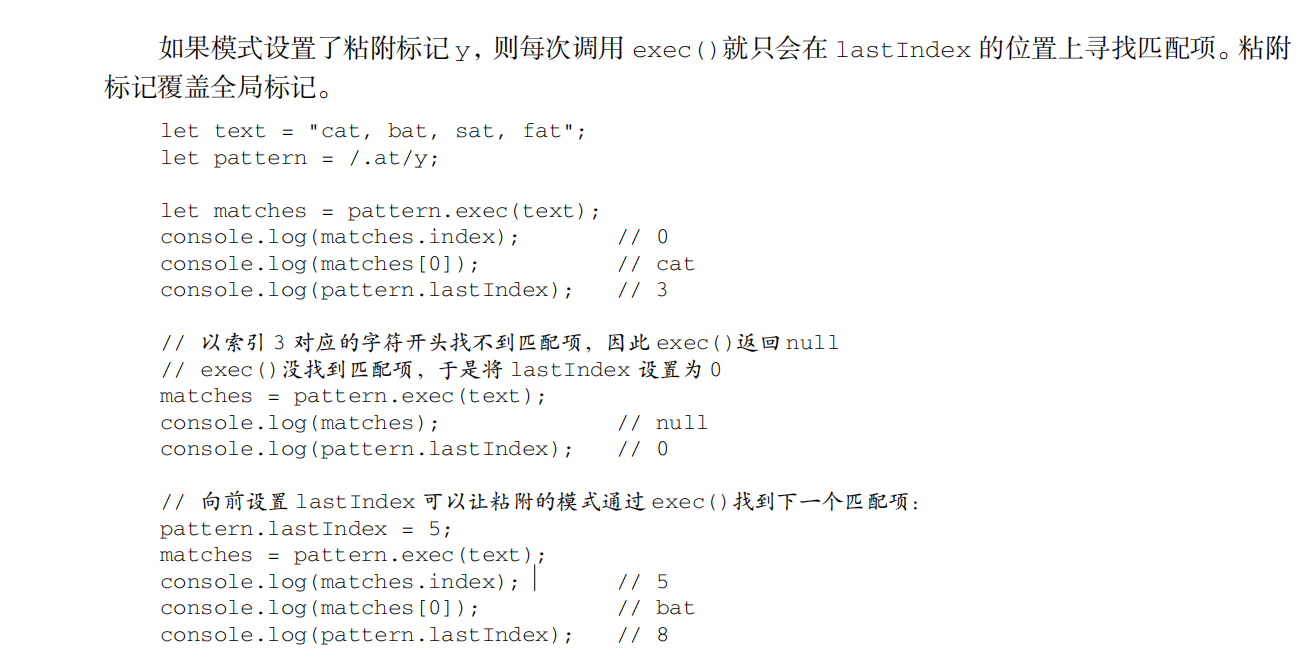 如果模式设置了粘附标记 y，则每次调用 exec()就只会在 lastIndex 的位置上寻找匹配项。粘附
标记覆盖全局标记。
let text = "cat, bat, sat, fat";
let pattern = /.at/y;
let matches = pattern.exec(text);
console.log(matches.index);        // 0
console.log(matches[0]);           // cat
console.log(pattern.lastIndex);    // 3
// 以索引 3 对应的字符开头找不到匹配项，因此 exec()返回 null
// exec()没找到匹配项，于是将 lastIndex 设置为 0
matches = pattern.exec(text);
console.log(matches);              // null
console.log(pattern.lastIndex);    // 0
// 向前设置 lastIndex 可以让粘附的模式通过 exec()找到下一个匹配项：
pattern.lastIndex = 5;
matches = pattern.exec(text);
console.log(matches.index);        // 5
console.log(matches[0]);           // bat
console.log(pattern.lastIndex);    // 8